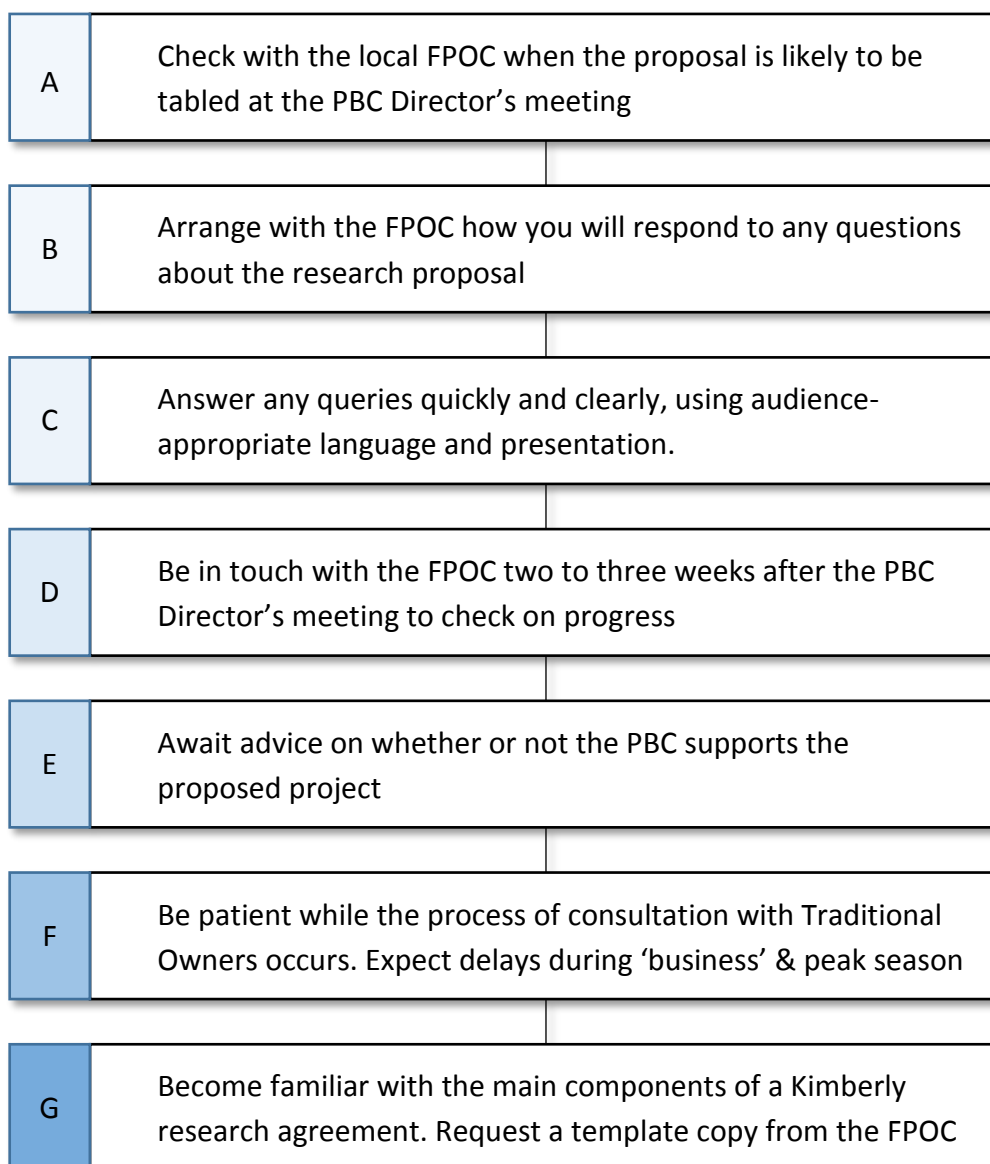 A
Check with the local FPOC when the proposal is likely to be
tabled at the PBC Director’s meeting
B
Arrange with the FPOC how you will respond to any questions
about the research proposal
C
Answer any queries quickly and clearly, using audience-
appropriate language and presentation.
D
Be in touch with the FPOC two to three weeks after the PBC
Director’s meeting to check on progress
E
Await advice on whether or not the PBC supports the
proposed project
F
Be patient while the process of consultation with Traditional
Owners occurs. Expect delays during ‘business’ & peak season
G
Become familiar with the main components of a Kimberly
research agreement. Request a template copy from the FPOC